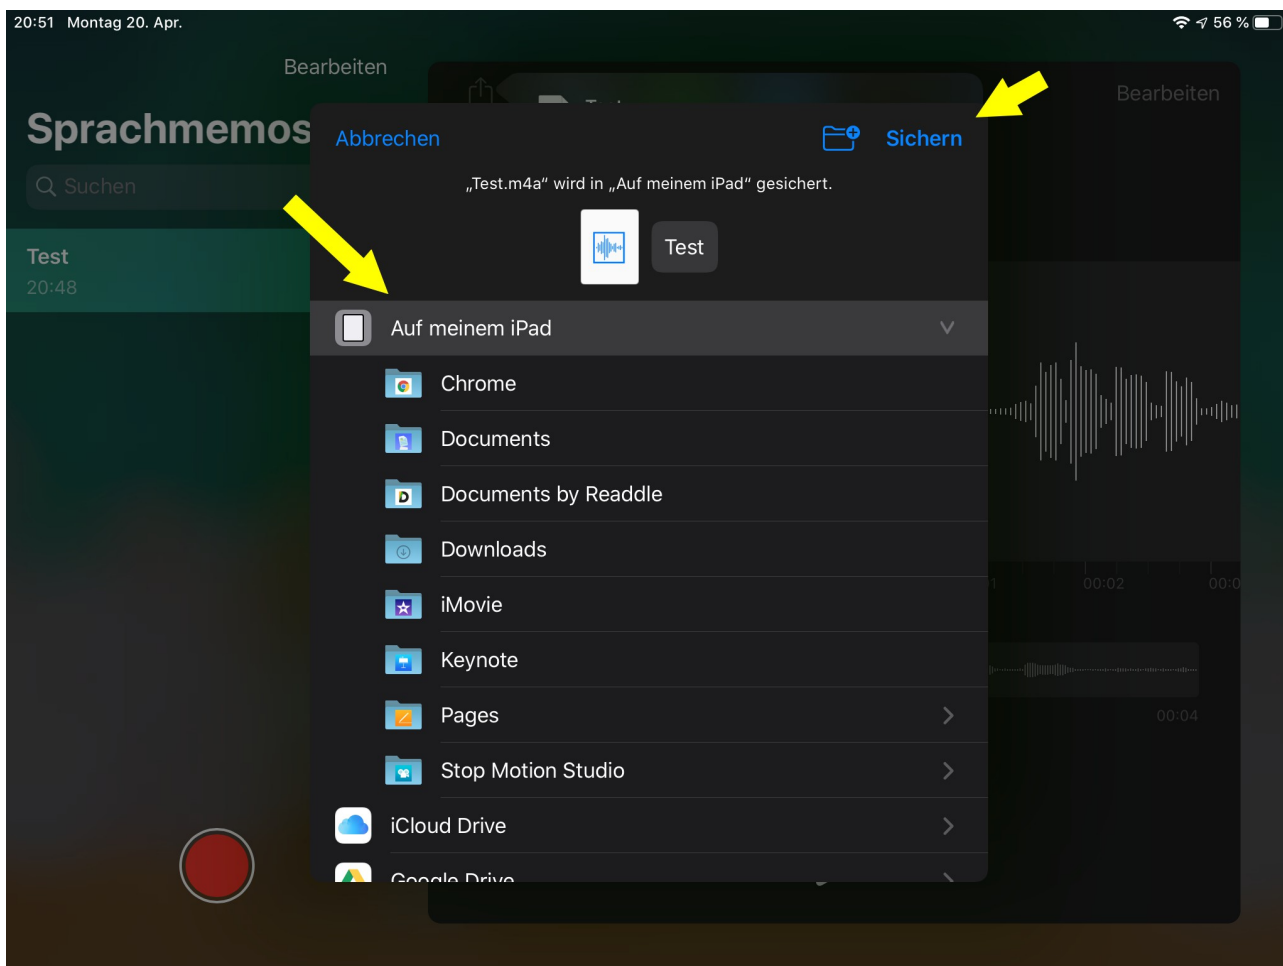 20:51 Montag 20. Apr.
56 %
Bearbeiten
Bearbeiten
Sprachmemos
Suchen
Test
20:48
Abbrechen
Sichern
„Test.m4a“ wird in „Auf meinem iPad“ gesichert.
Test
Auf meinem iPad
Chrome
Documents
Documents by Readdle
Downloads
iMovie
Keynote
Pages
Stop Motion Studio
iCloud Drive
Google Drive
00:02
00:04